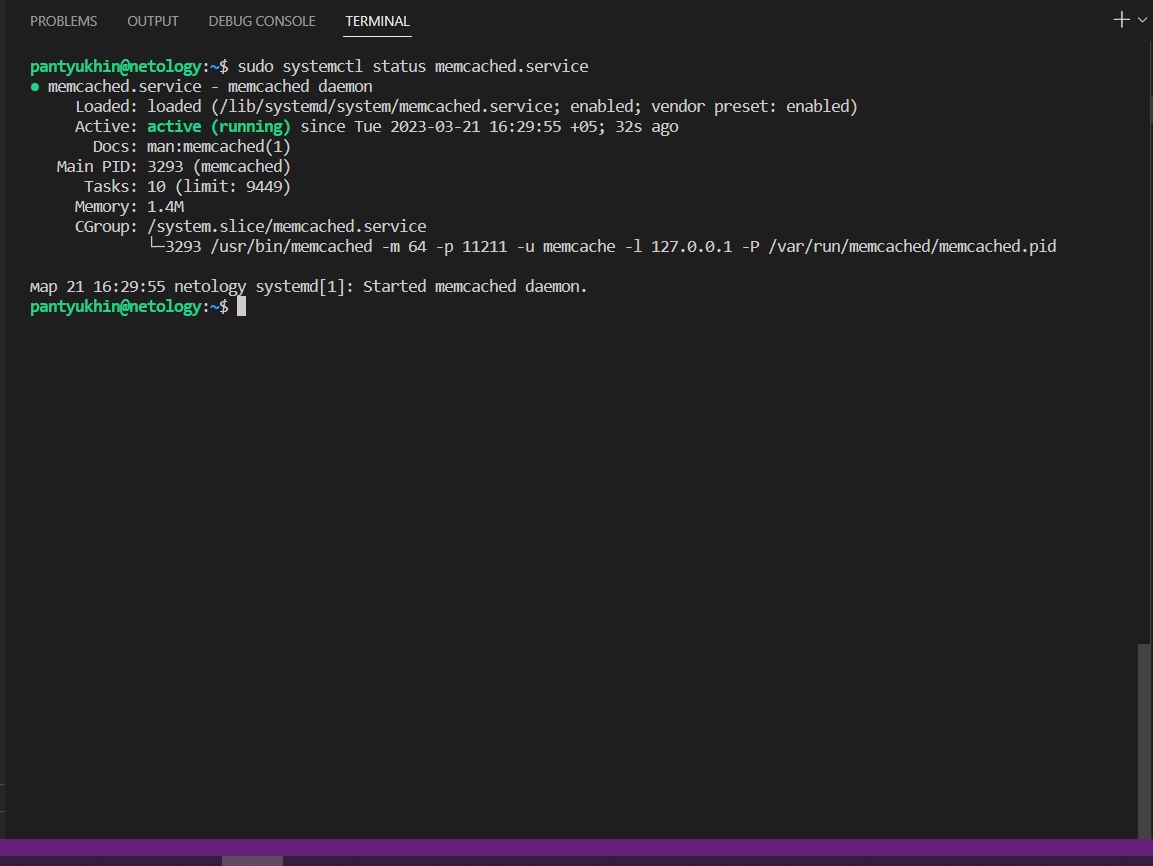 PROBLEMS OUTPUT DEBUG CONSOLE TERMINAL
pantyukhin@netology:~$ sudo systemctl status memcached.service
● memcached.service - memcached daemon
Loaded: loaded (/lib/systemd/system/memcached.service; enabled; vendor preset: enabled)
Active: active (running) since Tue 2023-03-21 16:29:55 +05; 32s ago
Docs: man:memcached(1)
Main PID: 3293 (memcached)
Tasks: 10 (limit: 9449)
Memory: 1.4M
CGroup: /system.slice/memcached.service
└─3293 /usr/bin/memcached -m 64 -p 11211 -u memcache -l 127.0.0.1 -P /var/run/memcached/memcached.pid
мар 21 16:29:55 netology systemd[1]: Started memcached daemon.
pantyukhin@netology:~$